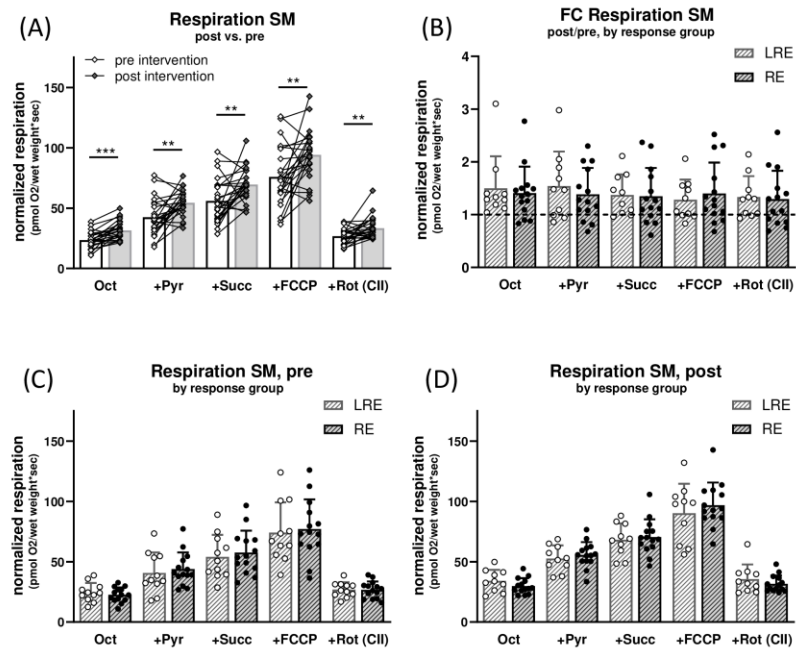 (A)
Respiration SM
post vs. pre
pre intervention
post intervention
normalized respiration
(pmol O2/wet weight*sec)
150
100
50
0
***
**
**
**
**
Oct
+Pyr
+Succ
+FCCP
+Rot (CII)
(B)
FC Respiration SM
post/pre, by response group
LRE
RE
normalized respiration
(pmol O2/wet weight*sec)
4
3
2
1
0
Oct
+Pyr
+Succ
+FCCP
+Rot (CII)
(C)
Respiration SM, pre
by response group
LRE
RE
normalized respiration
(pmol O2/wet weight*sec)
150
100
50
0
Oct
+Pyr
+Succ
+FCCP
+Rot (CII)
(D)
Respiration SM, post
by response group
LRE
RE
normalized respiration
(pmol O2/wet weight*sec)
150
100
50
0
Oct
+Pyr
+Succ
+FCCP
+Rot (CII)